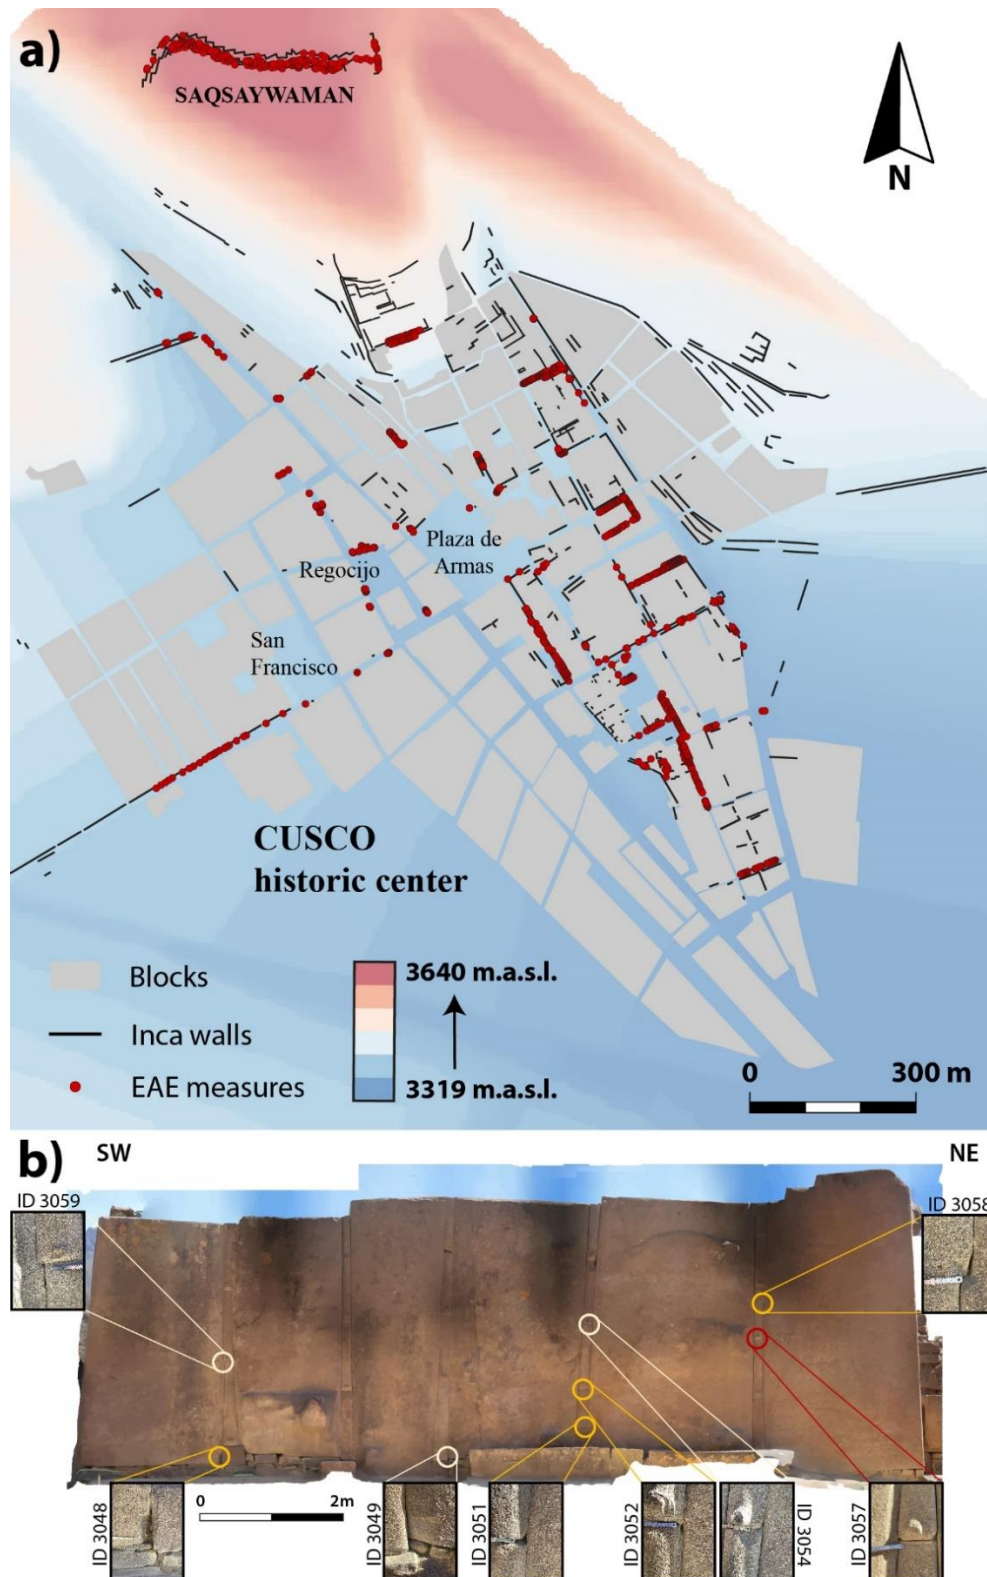 a)
SAQSAYWAMAN
N
Plaza de
Armas
Regocijo
San
Francisco
CUSCO
historic center
Blocks
Inca walls
EAE measures
3640 m.a.s.l.
3319 m.a.s.l.
0 300 m
b)
SW
NE
ID 3059
ID 3058
0 2m
ID 3048
ID 3049
ID 3051
ID 3052
ID 3054
ID 3057